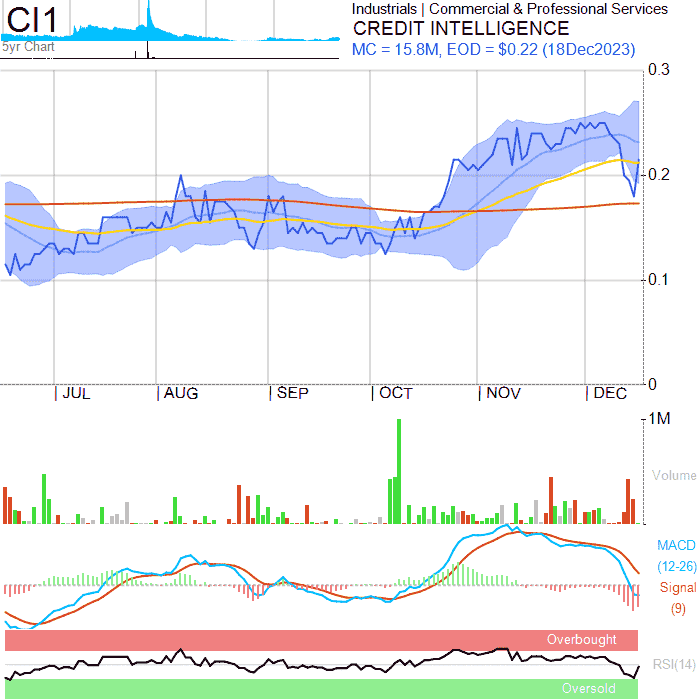 CI1
5yr Chart
Industrials | Commercial & Professional Services
CREDIT INTELLIGENCE
MC = 15.8M, EOD = $0.22 (18Dec2023)
0.3
0.2
0.1
0
JUL AUG SEP OCT NOV DEC
1M
Volume
MACD
(12-26)
Signal
(9)
Overbought
RSI(14)
Oversold